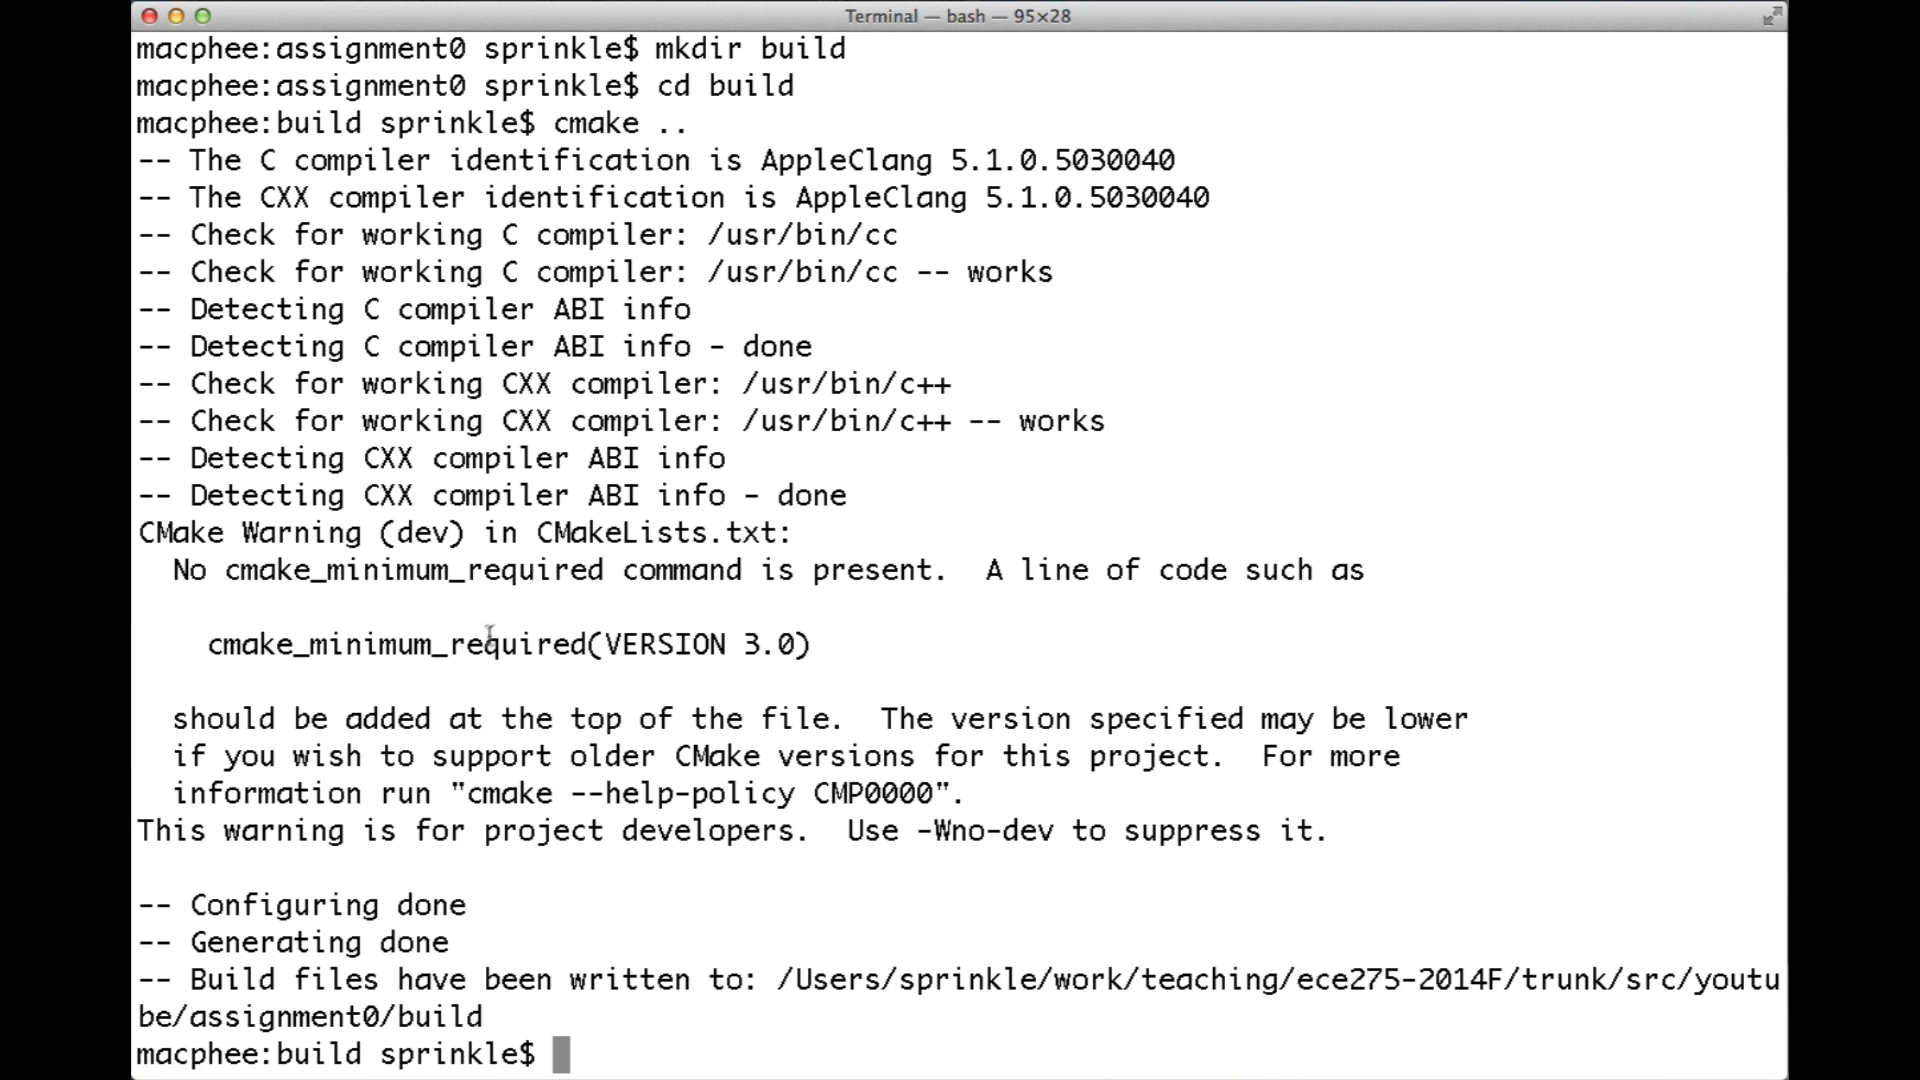 Terminal — bash — 95×28
macphee:assignment0 sprinkle$ mkdir build
macphee:assignment0 sprinkle$ cd build
macphee:build sprinkle$ cmake ..
-- The C compiler identification is AppleClang 5.1.0.5030040
-- The CXX compiler identification is AppleClang 5.1.0.5030040
-- Check for working C compiler: /usr/bin/cc
-- Check for working C compiler: /usr/bin/cc -- works
-- Detecting C compiler ABI info
-- Detecting C compiler ABI info - done
-- Check for working CXX compiler: /usr/bin/c++
-- Check for working CXX compiler: /usr/bin/c++ -- works
-- Detecting CXX compiler ABI info
-- Detecting CXX compiler ABI info - done
CMake Warning (dev) in CMakeLists.txt:
  No cmake_minimum_required command is present.  A line of code such as
    cmake_minimum_required(VERSION 3.0)
  should be added at the top of the file.  The version specified may be lower
  if you wish to support older CMake versions for this project.  For more
  information run "cmake --help-policy CMP0000".
This warning is for project developers.  Use -Wno-dev to suppress it.
-- Configuring done
-- Generating done
-- Build files have been written to: /Users/sprinkle/work/teaching/ece275-2014F/trunk/src/youtu
be/assignment0/build
macphee:build sprinkle$